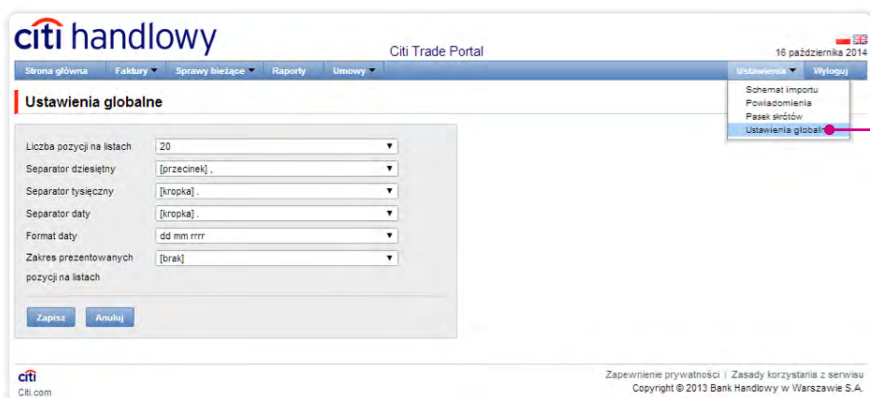 citi handlowy
Citi Trade Portal
16 października 2014
Strona główna Faktury Sprawy bieżące Raporty Umowy Ustawienia Wyloguj
Schemat importu
Powiadomienia
Pasek skrótów
Ustawienia globalne
Ustawienia globalne
Liczba pozycji na listach 20
Separator dziesiętny [przecinek] ,
Separator tysięczny [kropka] .
Separator daty [kropka] .
Format daty dd mm rrrr
Zakres prezentowanych [brak]
pozycji na listach
Zapisz Anuluj
citi
Citi.com
Zapewnienie prywatności | Zasady korzystania z serwisu
Copyright © 2013 Bank Handlowy w Warszawie S.A.